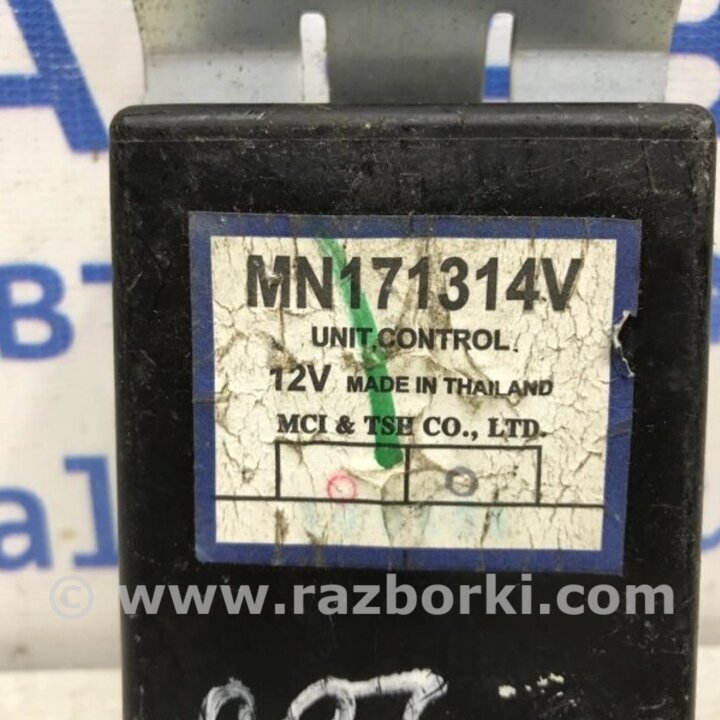 MN171314V
UNIT,CONTROL.
12V MADE IN THAILAND
MCI & TSE CO., LTD.
© www.razborki.com